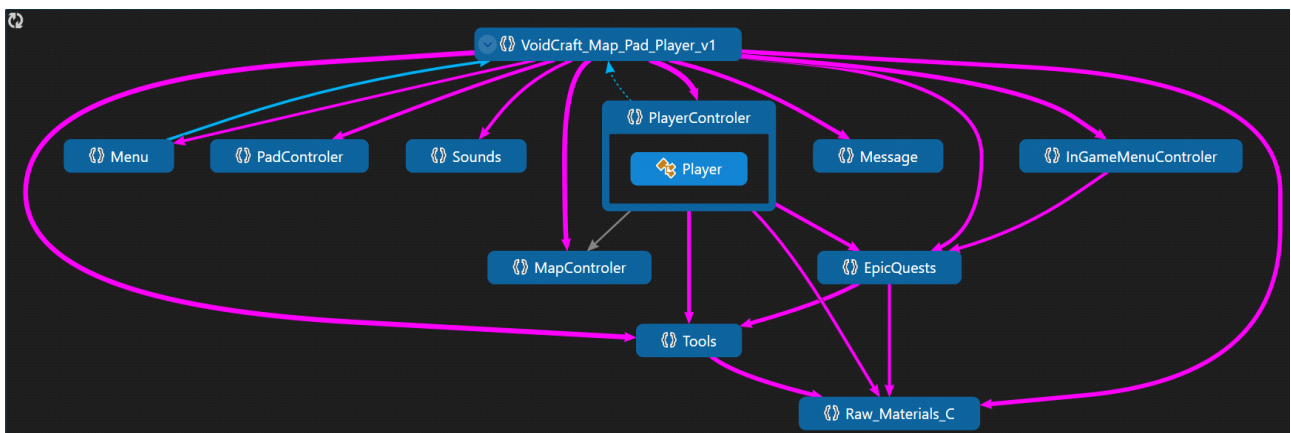 VoidCraft_Map_Pad_Player_v1
PlayerControler
Menu
PadControler
Sounds
Message
InGameMenuControler
Player
MapControler
EpicQuests
Tools
Raw_Materials_C